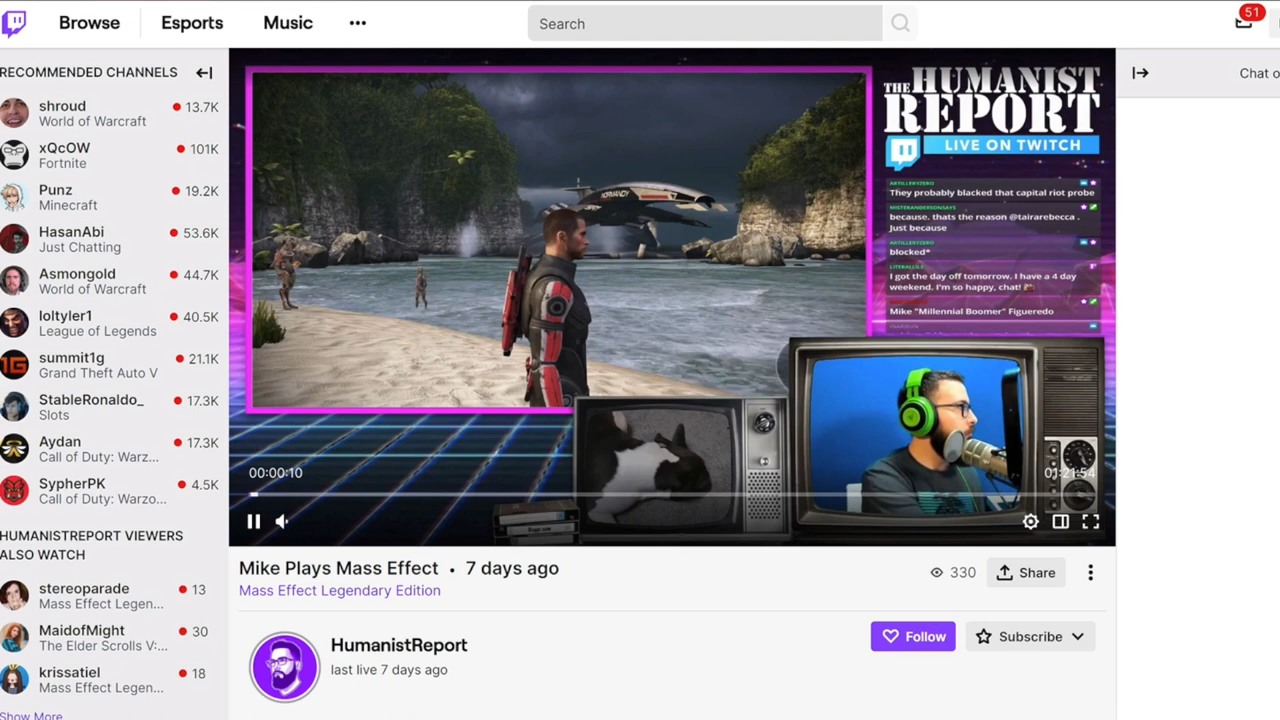 Browse
Esports
Music
Search
51
RECOMMENDED CHANNELS
shroud
World of Warcraft
13.7K
xQcOW
Fortnite
101K
Punz
Minecraft
19.2K
HasanAbi
Just Chatting
53.6K
Asmongold
World of Warcraft
44.7K
loltyler1
League of Legends
40.5K
summit1g
Grand Theft Auto V
21.1K
StableRonaldo_
Slots
17.3K
Aydan
Call of Duty: Warz...
17.3K
SypherPK
Call of Duty: Warzo...
4.5K
HUMANISTREPORT VIEWERS
ALSO WATCH
stereoparade
Mass Effect Legen...
13
MaidofMight
The Elder Scrolls V:...
30
krissatiel
Mass Effect Legen...
18
Show More
NORMANDY
THE HUMANIST
REPORT
LIVE ON TWITCH
ARTILLERYZERO
They probably blacked that capital riot probe
MISTERANDERSONSAYS
because. thats the reason @tairarebecca .
Just because
ARTILLERYZERO
blocked*
I got the day off tomorrow. I have a 4 day
weekend. I'm so happy, chat!
Mike "Millennial Boomer" Figueredo
00:00:10
01:21:54
Mike Plays Mass Effect • 7 days ago
Mass Effect Legendary Edition
330
Share
HumanistReport
last live 7 days ago
Follow
Subscribe
Chat o